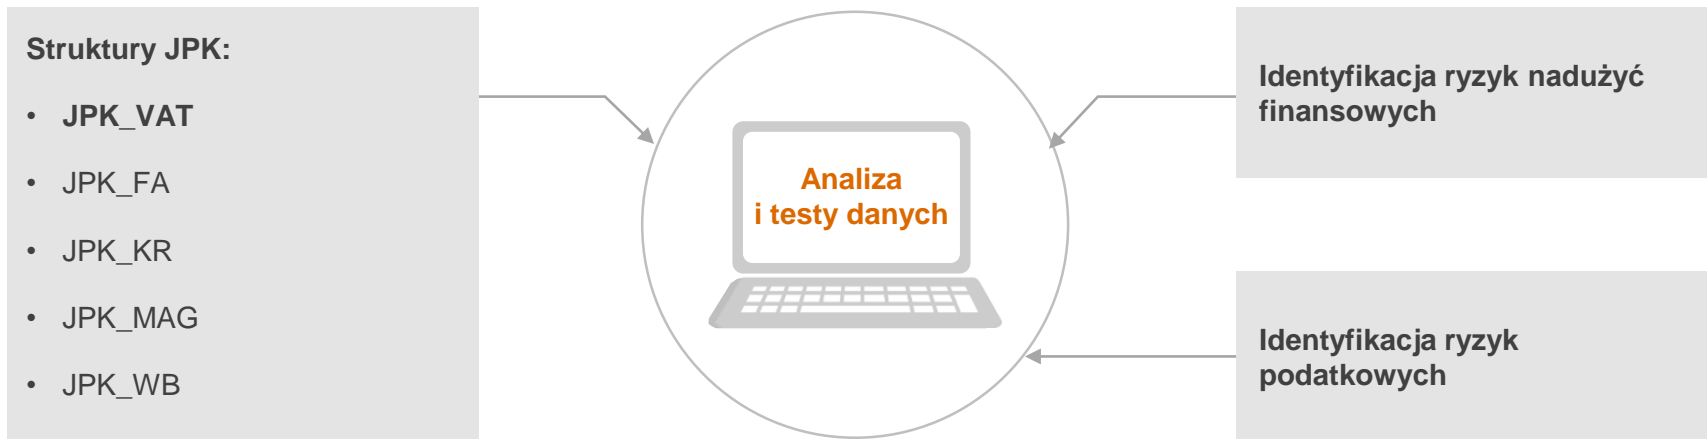 Struktury JPK:
• JPK_VAT
• JPK_FA
• JPK_KR
• JPK_MAG
• JPK_WB
Analiza
i testy danych
Identyfikacja ryzyk nadużyć
finansowych
Identyfikacja ryzyk
podatkowych